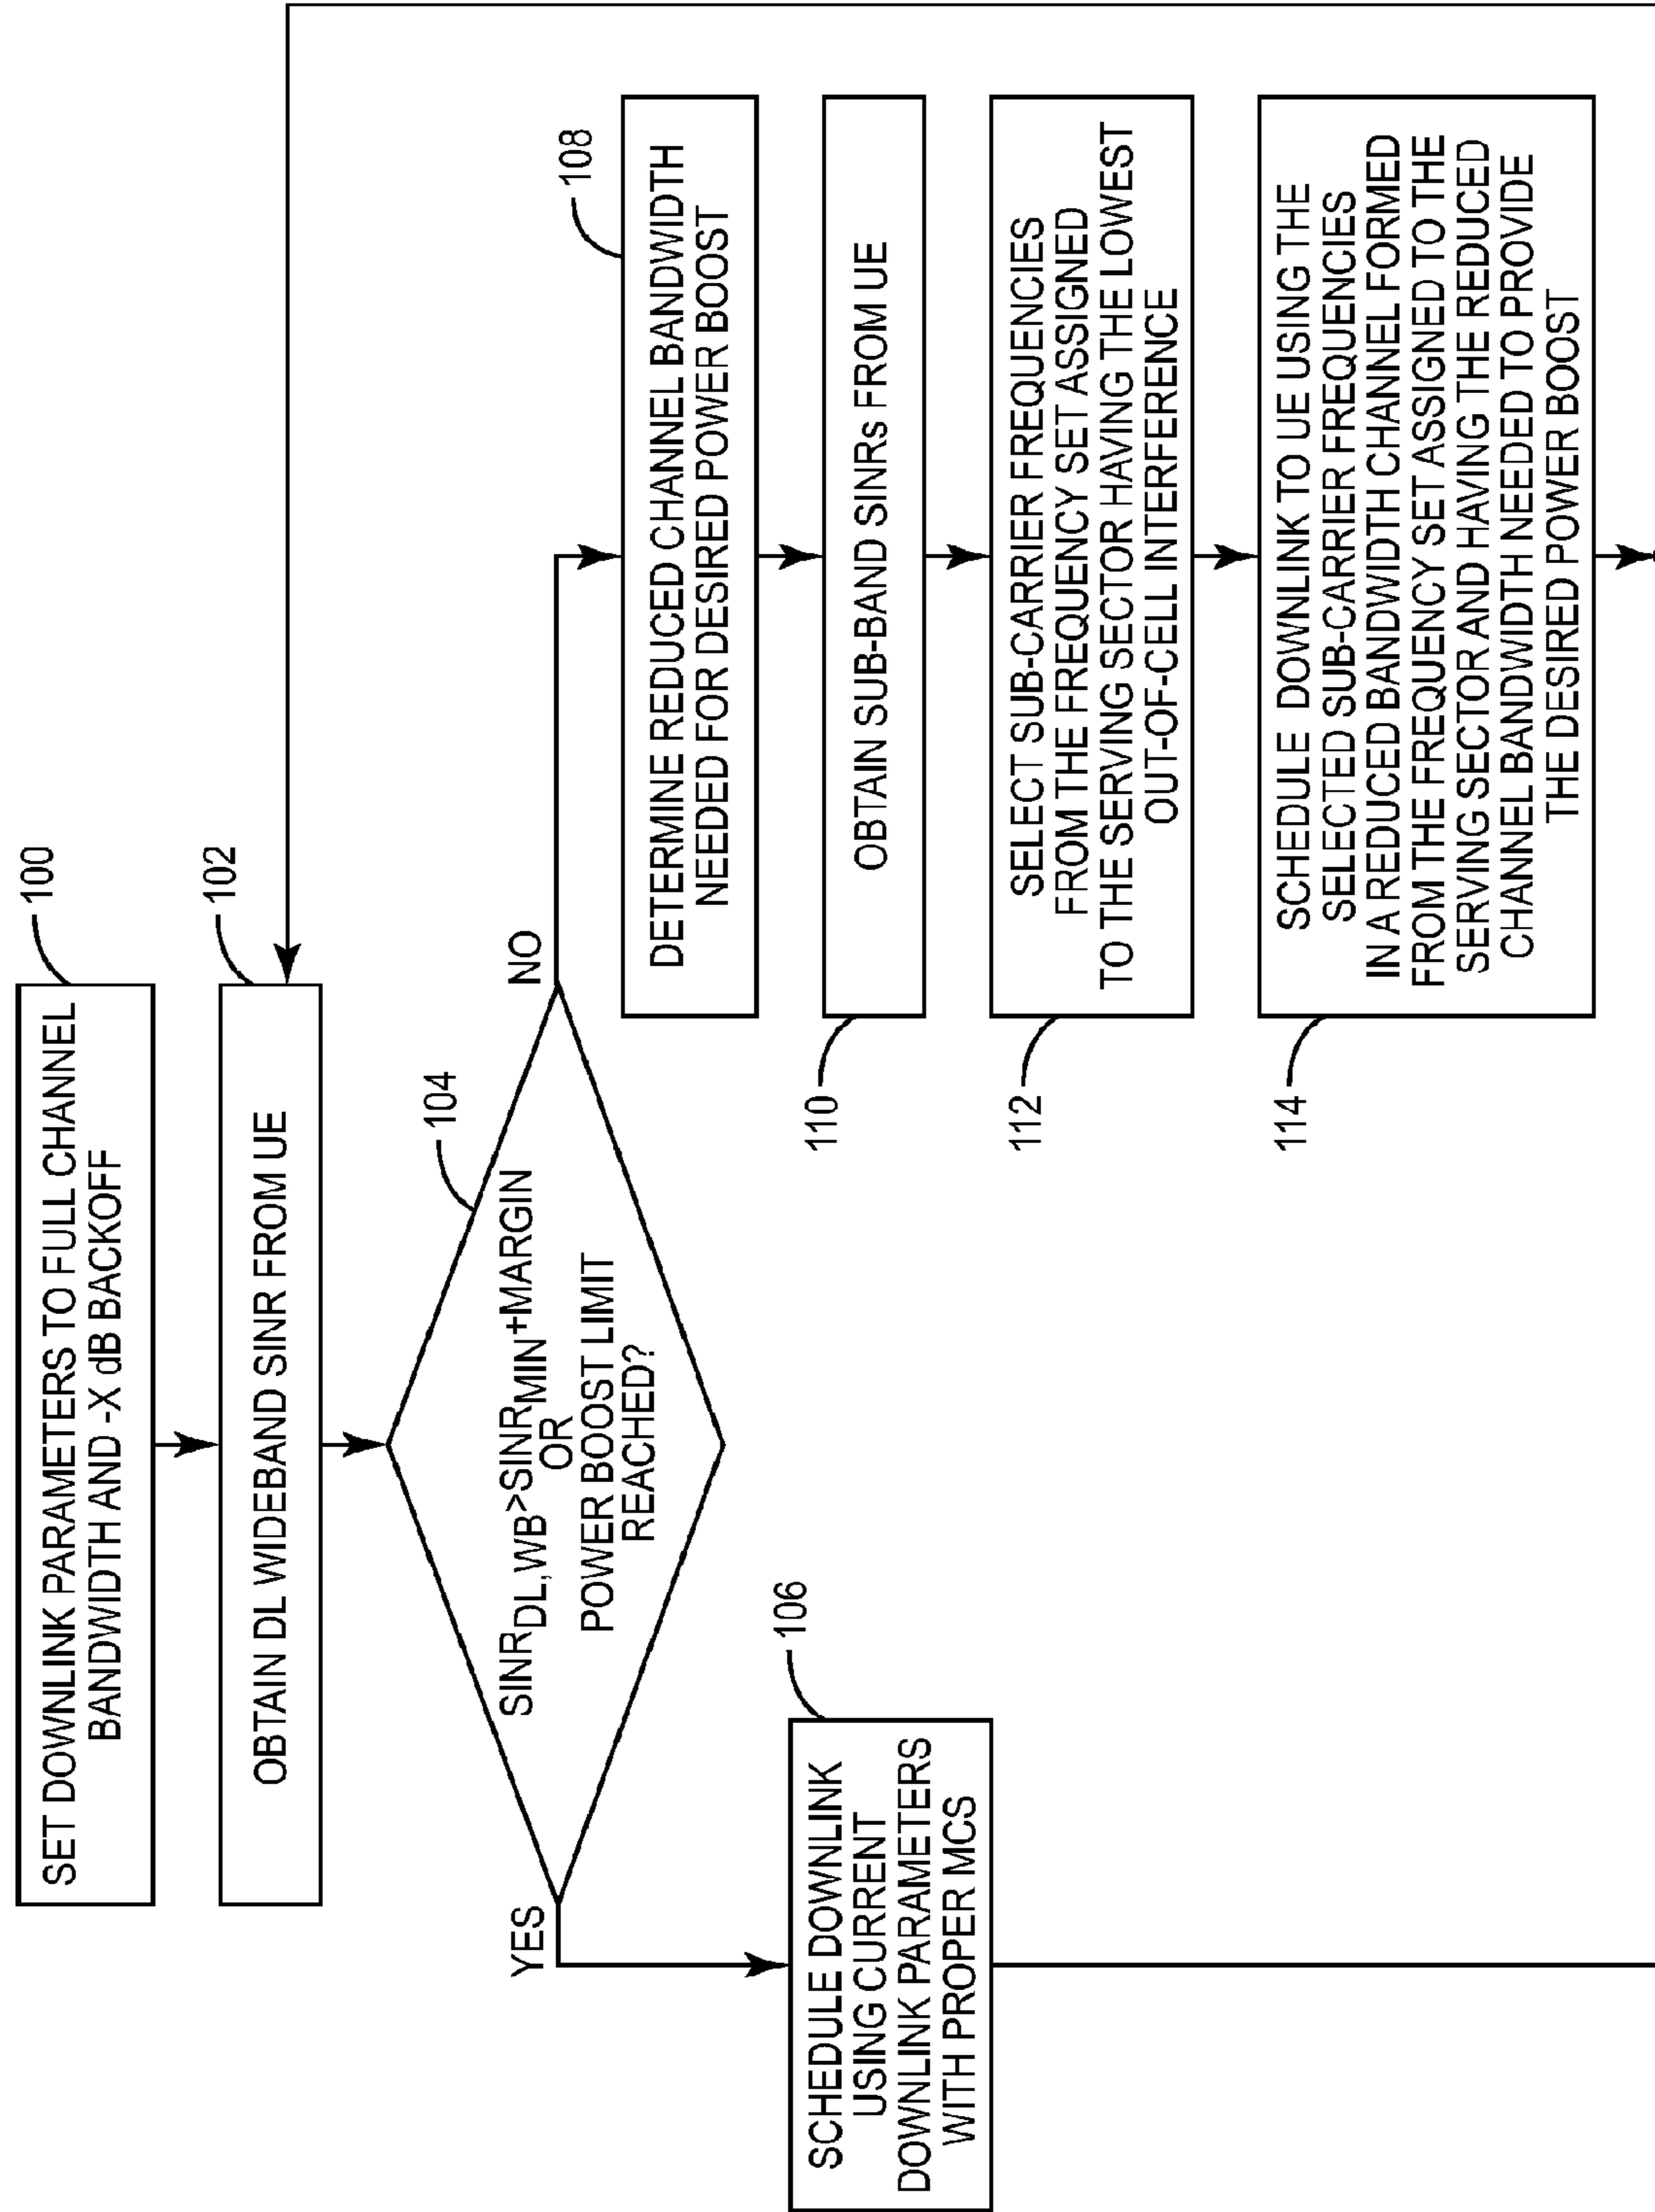 100
SET DOWNLINK PARAMETERS TO FULL CHANNEL
BANDWIDTH AND -X dB BACKOFF
102
OBTAIN DL WIDEBAND SINR FROM UE
104
SINR DL,WB>SINR MIN+MARGIN
OR
POWER BOOST LIMIT
REACHED?
YES
NO
106
SCHEDULE DOWNLINK
USING CURRENT
DOWNLINK PARAMETERS
WITH PROPER MCS
108
DETERMINE REDUCED CHANNEL BANDWIDTH
NEEDED FOR DESIRED POWER BOOST
110
OBTAIN SUB-BAND SINRs FROM UE
112
SELECT SUB-CARRIER FREQUENCIES
FROM THE FREQUENCY SET ASSIGNED
TO THE SERVING SECTOR HAVING THE LOWEST
OUT-OF-CELL INTERFERENCE
114
SCHEDULE DOWNLINK TO UE USING THE
SELECTED SUB-CARRIER FREQUENCIES
IN A REDUCED BANDWIDTH CHANNEL FORMED
FROM THE FREQUENCY SET ASSIGNED TO THE
SERVING SECTOR AND HAVING THE REDUCED
CHANNEL BANDWIDTH NEEDED TO PROVIDE
THE DESIRED POWER BOOST